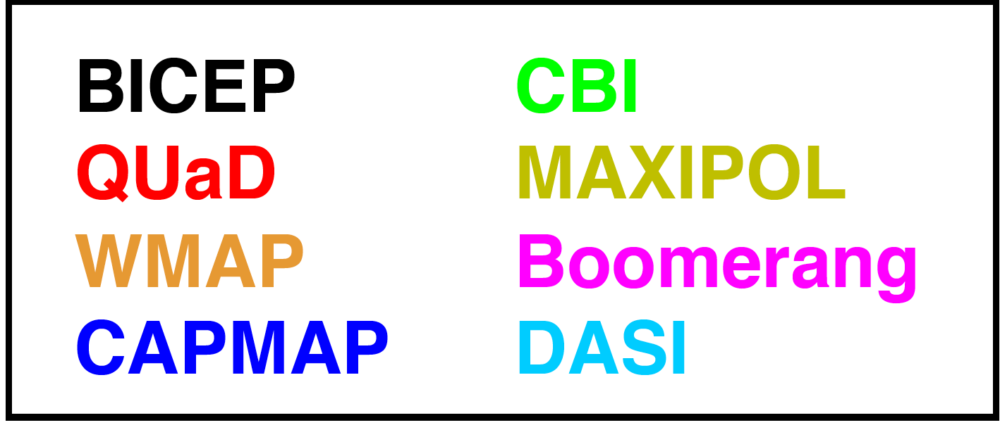 BICEP
QUaD
WMAP
CAPMAP
CBI
MAXIPOL
Boomerang
DASI